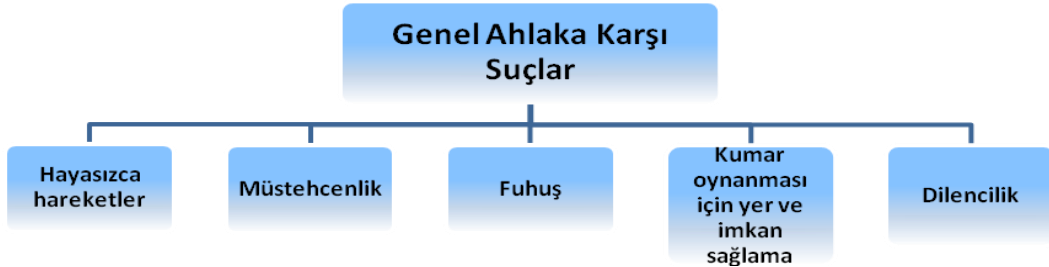 Genel Ahlaka Karşı
Suçlar
Hayasızca
hareketler
Müstehcenlik
Fuhuş
Kumar
oynanması
için yer ve
imkan
sağlama
Dilencilik